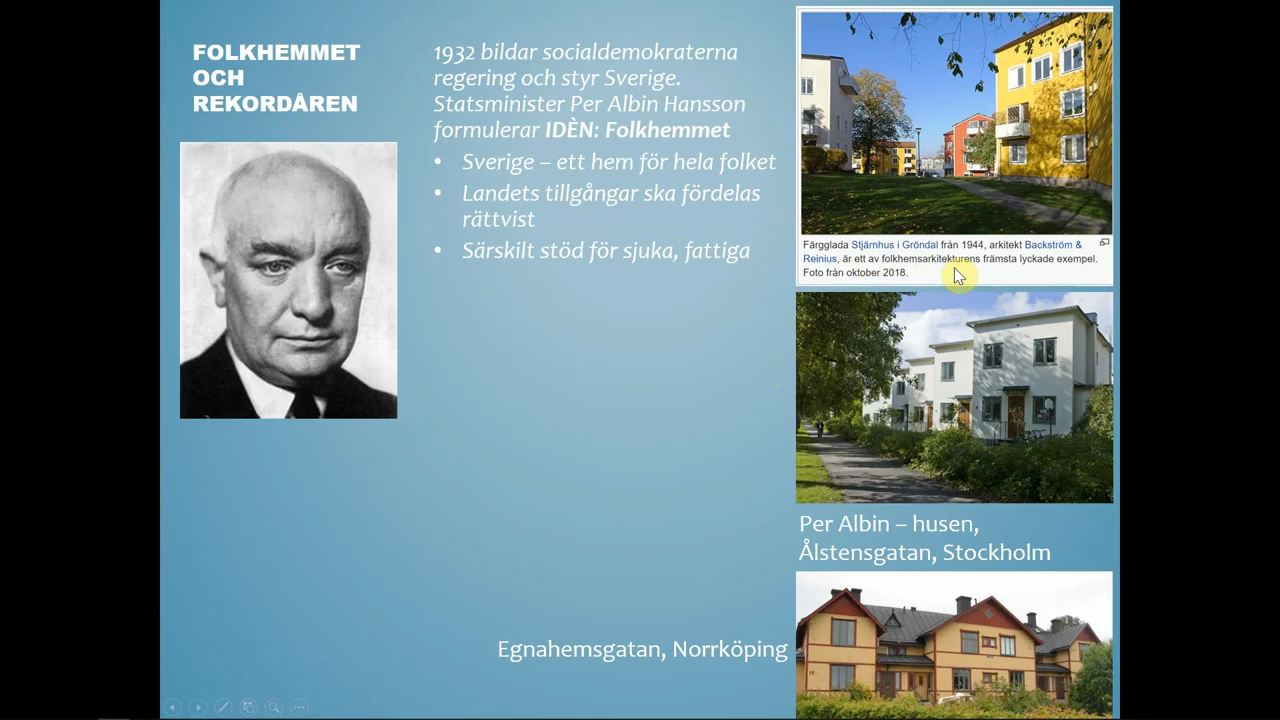 FOLKHEMMET
OCH
REKORDÅREN
1932 bildar socialdemokraterna
regering och styr Sverige.
Statsminister Per Albin Hansson
formulerar IDÈN: Folkhemmet
• Sverige – ett hem för hela folket
• Landets tillgångar ska fördelas
rättvist
• Särskilt stöd för sjuka, fattiga
Färgglada Stjärnhus i Gröndal från 1944, arkitekt Backström &
Reinius, är ett av folkhemsarkitekturens främsta lyckade exempel.
Foto från oktober 2018.
Per Albin – husen,
Ålstensgatan, Stockholm
Egnahemsgatan, Norrköping